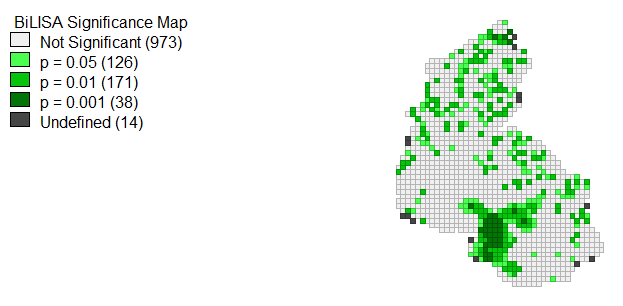 BiLISA Significance Map
Not Significant (973)
p = 0.05 (126)
p = 0.01 (171)
p = 0.001 (38)
Undefined (14)